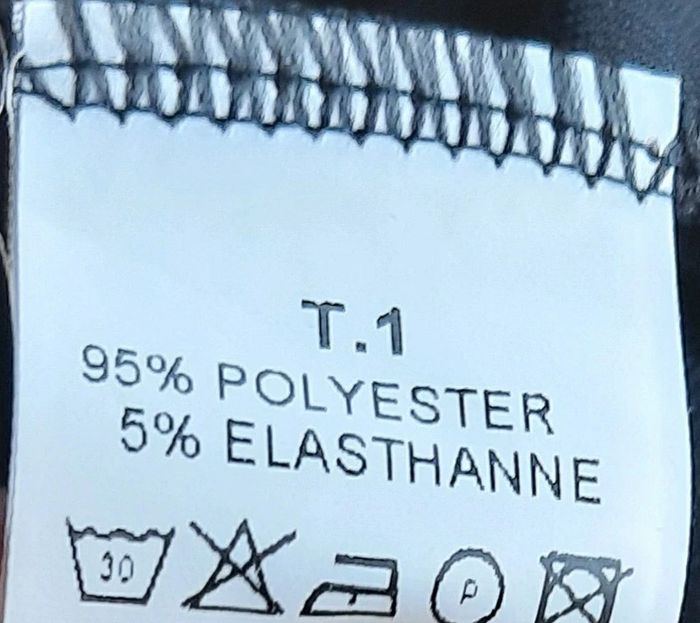 T.1
95% POLYESTER
5% ELASTHANNE
30 P